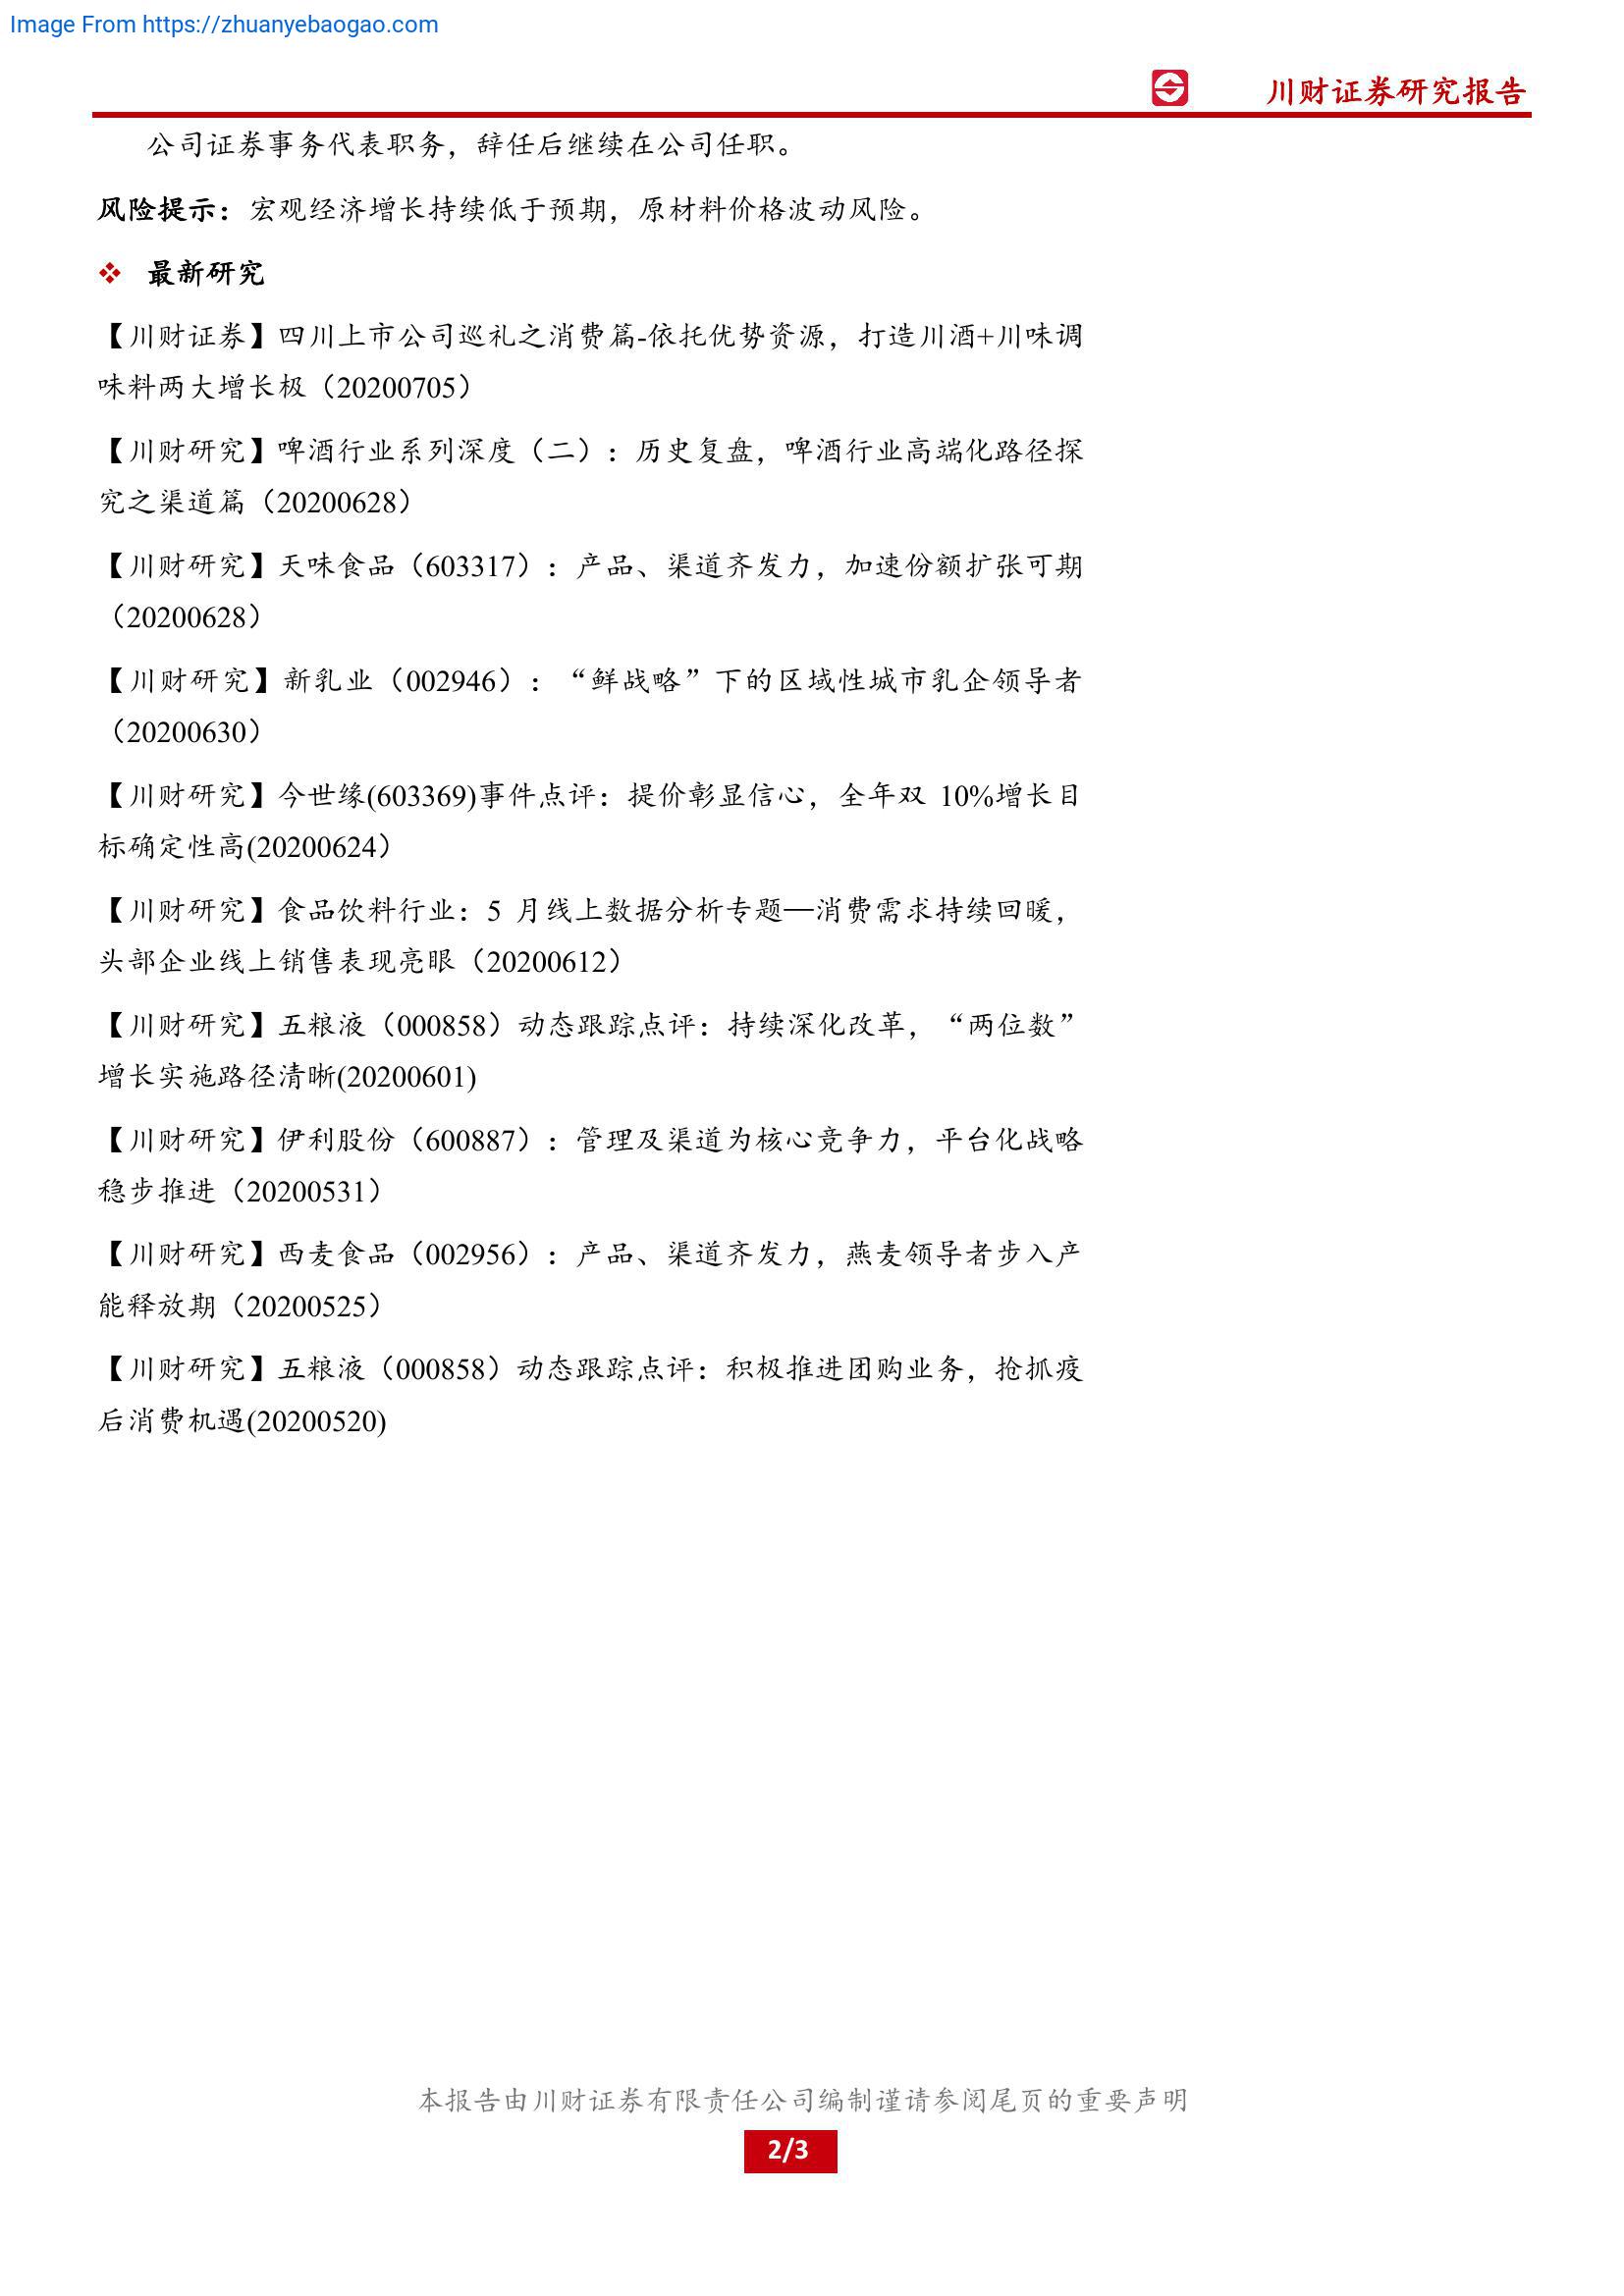 Image From https://zhuanyebaogao.com
川财证券研究报告
公司证券事务代表职务，辞任后继续在公司任职。
风险提示：宏观经济增长持续低于预期，原材料价格波动风险。
❖ 最新研究
【川财证券】四川上市公司巡礼之消费篇-依托优势资源，打造川酒+川味调
味料两大增长极（20200705）
【川财研究】啤酒行业系列深度（二）：历史复盘，啤酒行业高端化路径探
究之渠道篇（20200628）
【川财研究】天味食品（603317）：产品、渠道齐发力，加速份额扩张可期
（20200628）
【川财研究】新乳业（002946）：“鲜战略”下的区域性城市乳企领导者
（20200630）
【川财研究】今世缘(603369)事件点评：提价彰显信心，全年双 10%增长目
标确定性高(20200624）
【川财研究】食品饮料行业：5 月线上数据分析专题—消费需求持续回暖，
头部企业线上销售表现亮眼（20200612）
【川财研究】五粮液（000858）动态跟踪点评：持续深化改革，“两位数”
增长实施路径清晰(20200601)
【川财研究】伊利股份（600887）：管理及渠道为核心竞争力，平台化战略
稳步推进（20200531）
【川财研究】西麦食品（002956）：产品、渠道齐发力，燕麦领导者步入产
能释放期（20200525）
【川财研究】五粮液（000858）动态跟踪点评：积极推进团购业务，抢抓疫
后消费机遇(20200520)
本报告由川财证券有限责任公司编制谨请参阅尾页的重要声明
2/3